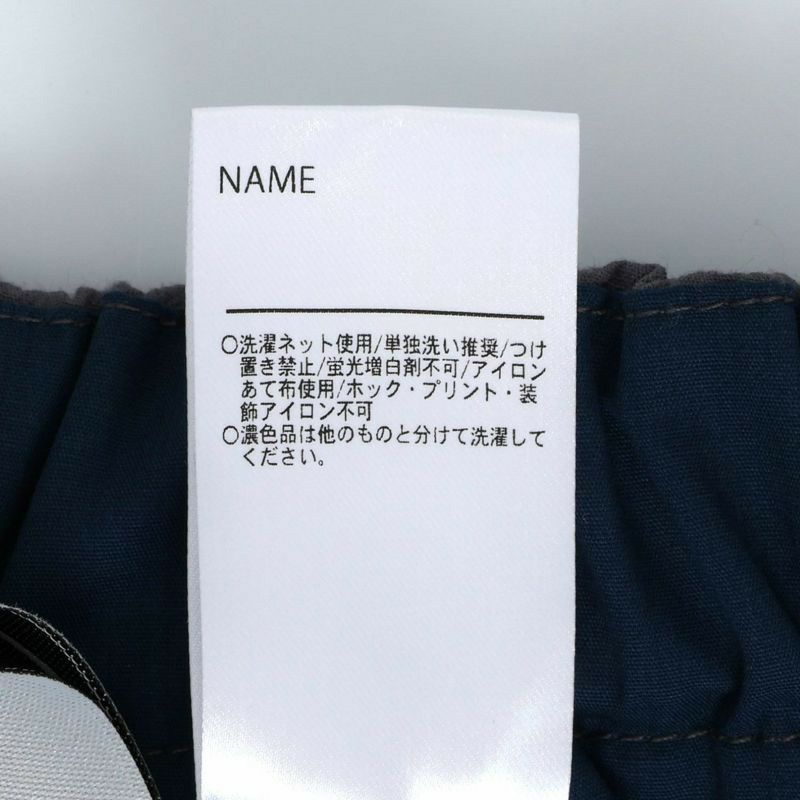 NAME
○洗濯ネット使用/単独洗い推奨/つけ
置き禁止/蛍光増白剤不可/アイロン
あて布使用/ホック・プリント・装
飾アイロン不可
○濃色品は他のものと分けて洗濯して
ください。